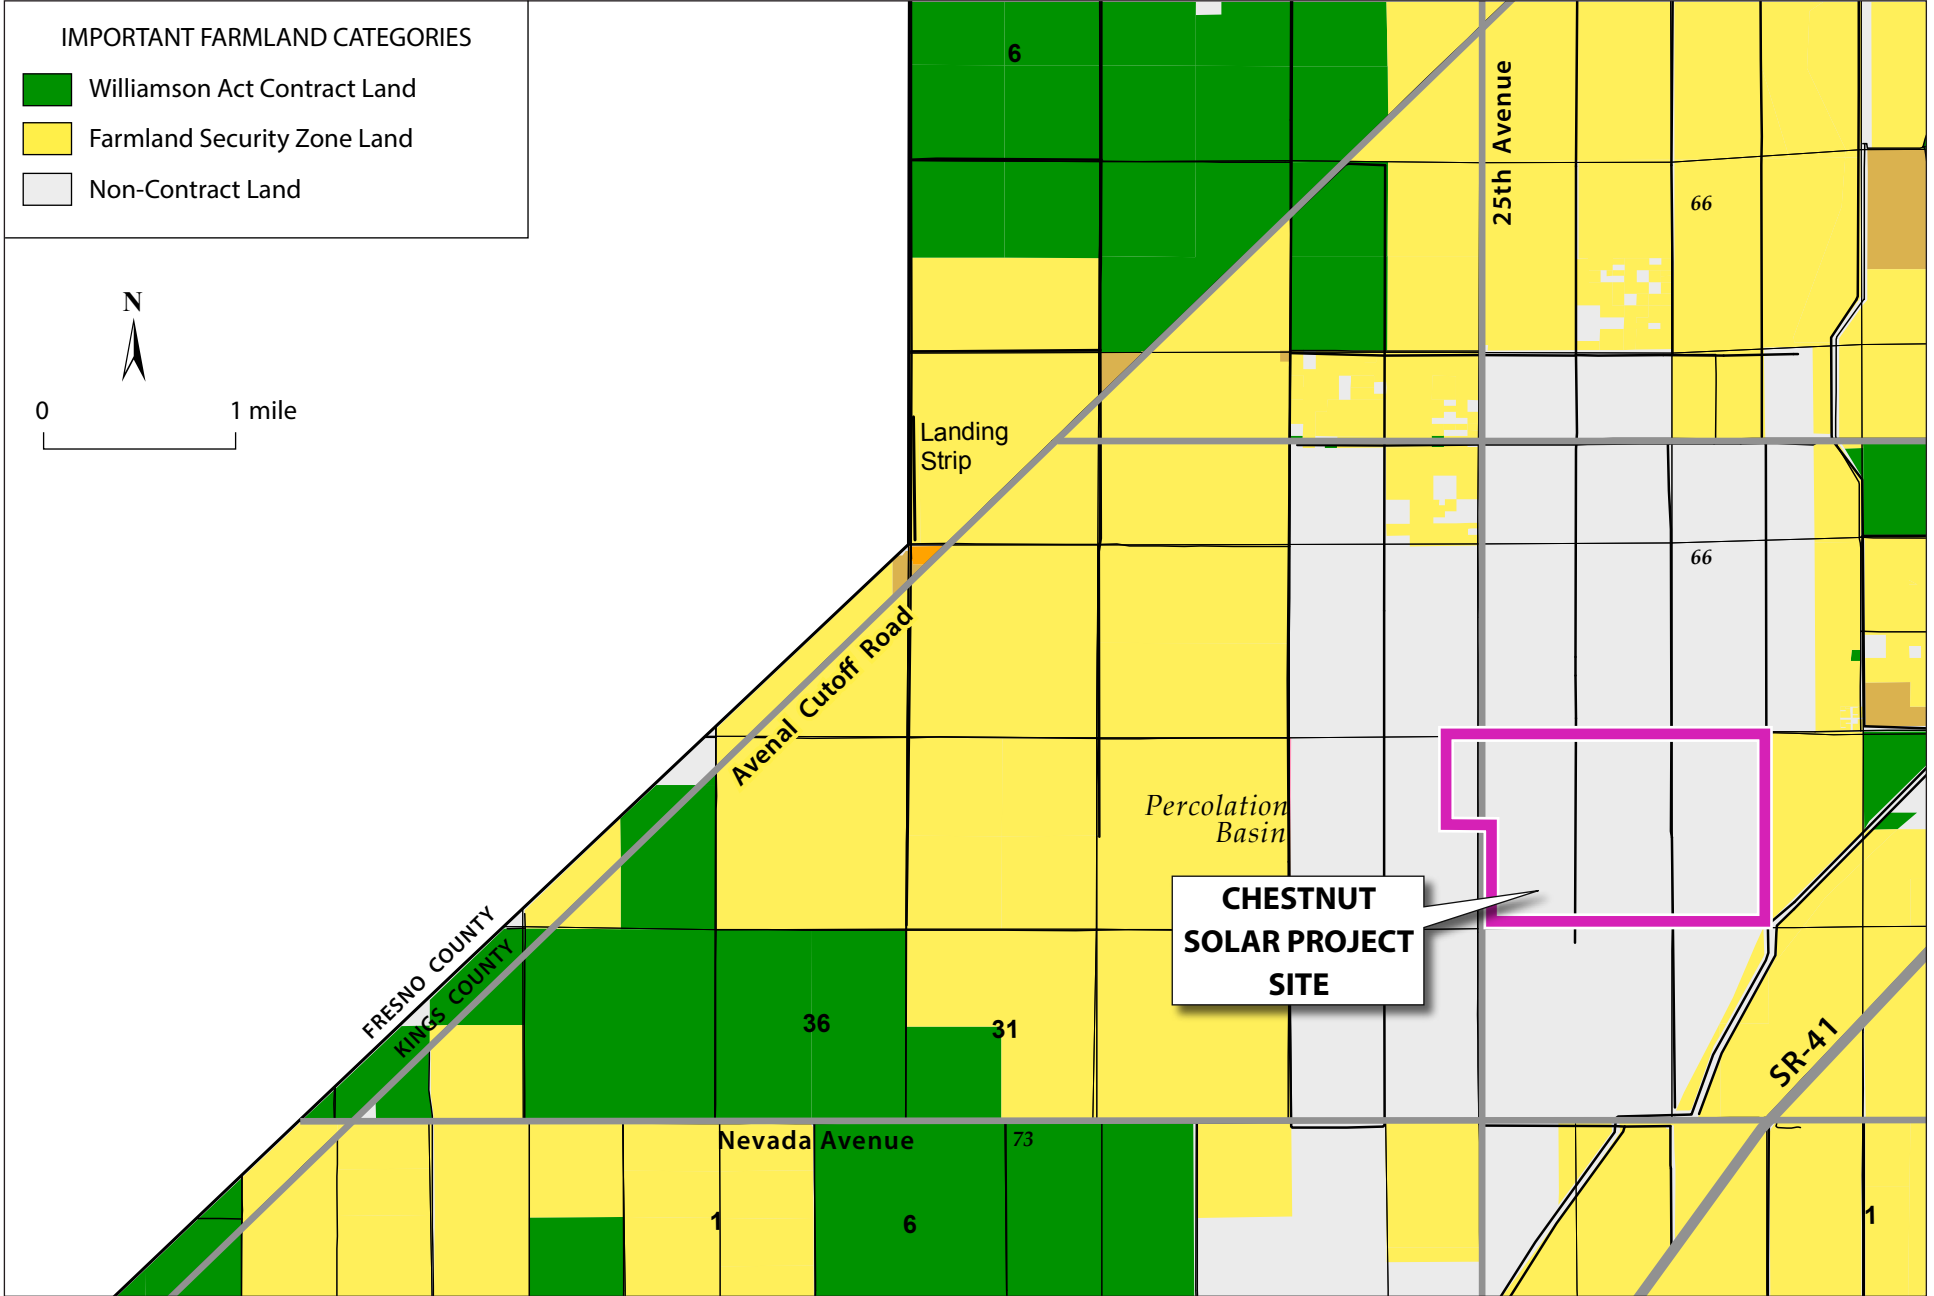 IMPORTANT FARMLAND CATEGORIES
Williamson Act Contract Land
Farmland Security Zone Land
Non-Contract Land
N
0 1 mile
6
25th Avenue
66
Landing
Strip
66
Avenal Cutoff Road
Percolation
Basin
CHESTNUT
SOLAR PROJECT
SITE
FRESNO COUNTY
KINGS COUNTY
36
31
SR-41
Nevada Avenue
73
1
6
1